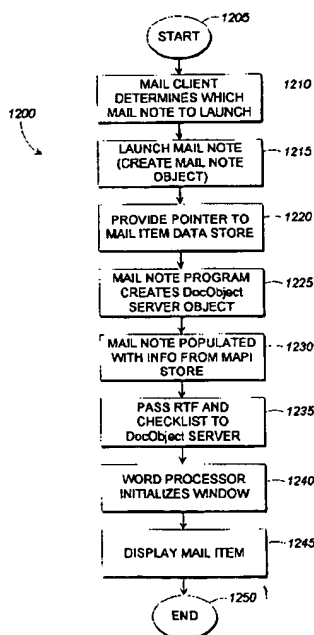 1205
START
1200
MAIL CLIENT
DETERMINES WHICH
MAIL NOTE TO LAUNCH
1210
LAUNCH MAIL NOTE
(CREATE MAIL NOTE
OBJECT)
1215
PROVIDE POINTER TO
MAIL ITEM DATA STORE
1220
MAIL NOTE PROGRAM
CREATES DocObject
SERVER OBJECT
1225
MAIL NOTE POPULATED
WITH INFO FROM MAPI
STORE
1230
PASS RTF AND
CHECKLIST TO
DocObject SERVER
1235
WORD PROCESSOR
INITIALIZES WINDOW
1240
DISPLAY MAIL ITEM
1245
1250
END